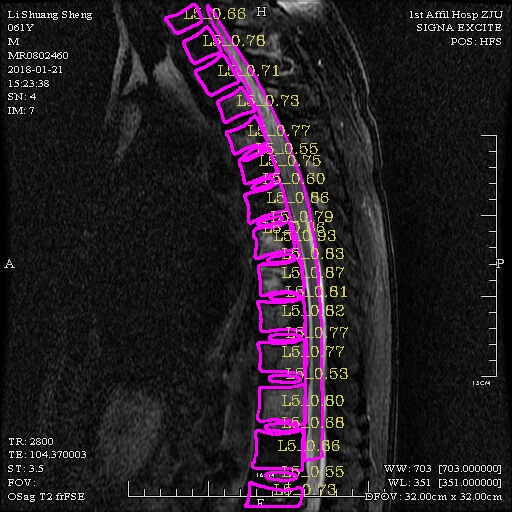 Li Shuang Sheng
061Y
M
MR0802460
2018-01-21
15:23:38
SN: 4
IM: 7
H
1st Affil Hosp ZJU
SIGNA EXCITE
POS: HFS
L5_0.66
L5_0.78
L5_0.71
L5_0.73
L5_0.77
L5_0.55
L5_0.75
L5_0.60
L5_0.86
L5_0.79
L5_0.93
L5_0.83
L5_0.87
L5_0.81
L5_0.82
L5_0.77
L5_0.77
L5_0.53
L5_0.80
L5_0.68
L5_0.86
L5_0.55
L5_0.73
A
P
15CM
TR: 2800
TE: 104.370003
ST: 3.5
FOV:
OSag T2 frFSE
F
WW: 703 [703.000000]
WL: 351 [351.000000]
DFOV: 32.00cm x 32.00cm